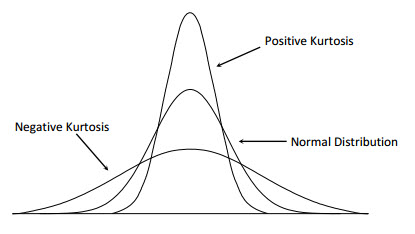 Positive Kurtosis
Negative Kurtosis
Normal Distribution